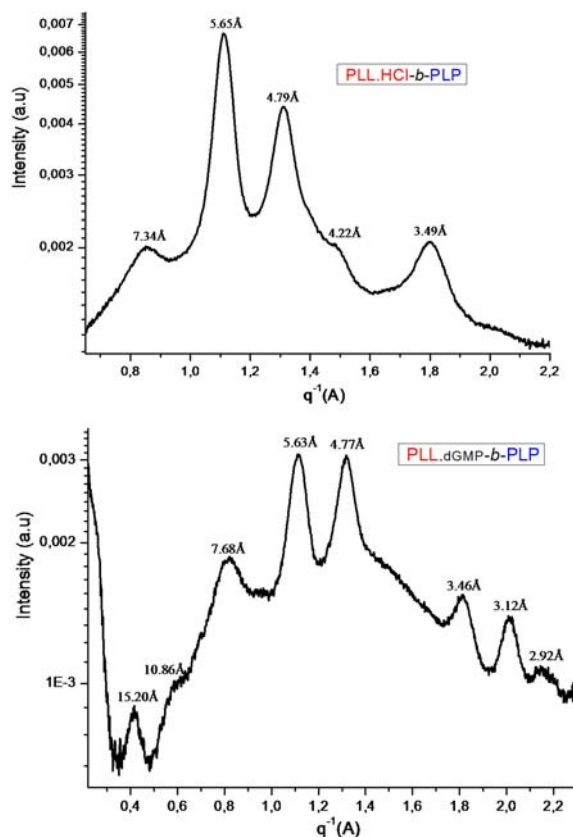 0,007
0,006
0,005
0,004
0,003
0,002
Intensity (a.u)
5.65Å
PLL.HCl-b-PLP
4.79Å
7.34Å
4.22Å
3.49Å
0,8 1,0 1,2 1,4 1,6 1,8 2,0 2,2
q⁻¹(A)
0,003
0,002
1E-3
Intensity (a.u)
5.63Å 4.77Å
PLL.dGMP-b-PLP
7.68Å
3.46Å
3.12Å
10.86Å
2.92Å
15.20Å
0,4 0,6 0,8 1,0 1,2 1,4 1,6 1,8 2,0 2,2
q⁻¹(A)